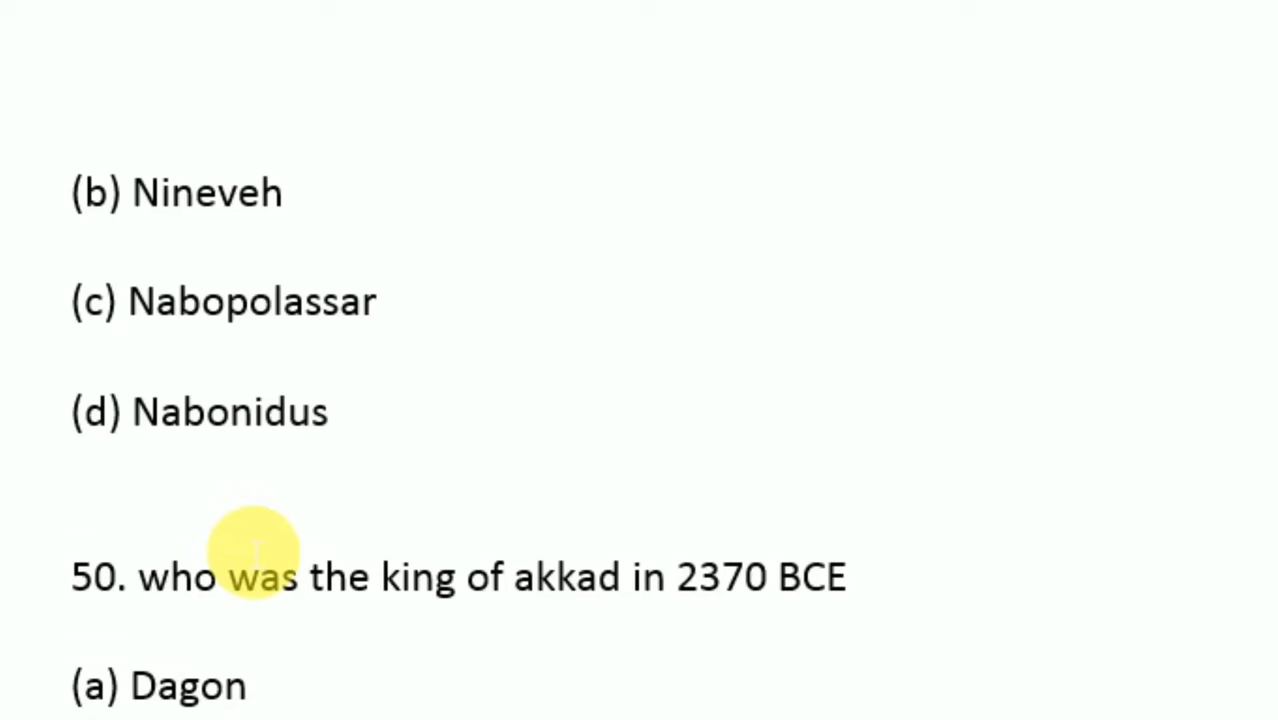 (b) Nineveh
(c) Nabopolassar
(d) Nabonidus
50. who was the king of akkad in 2370 BCE
(a) Dagon